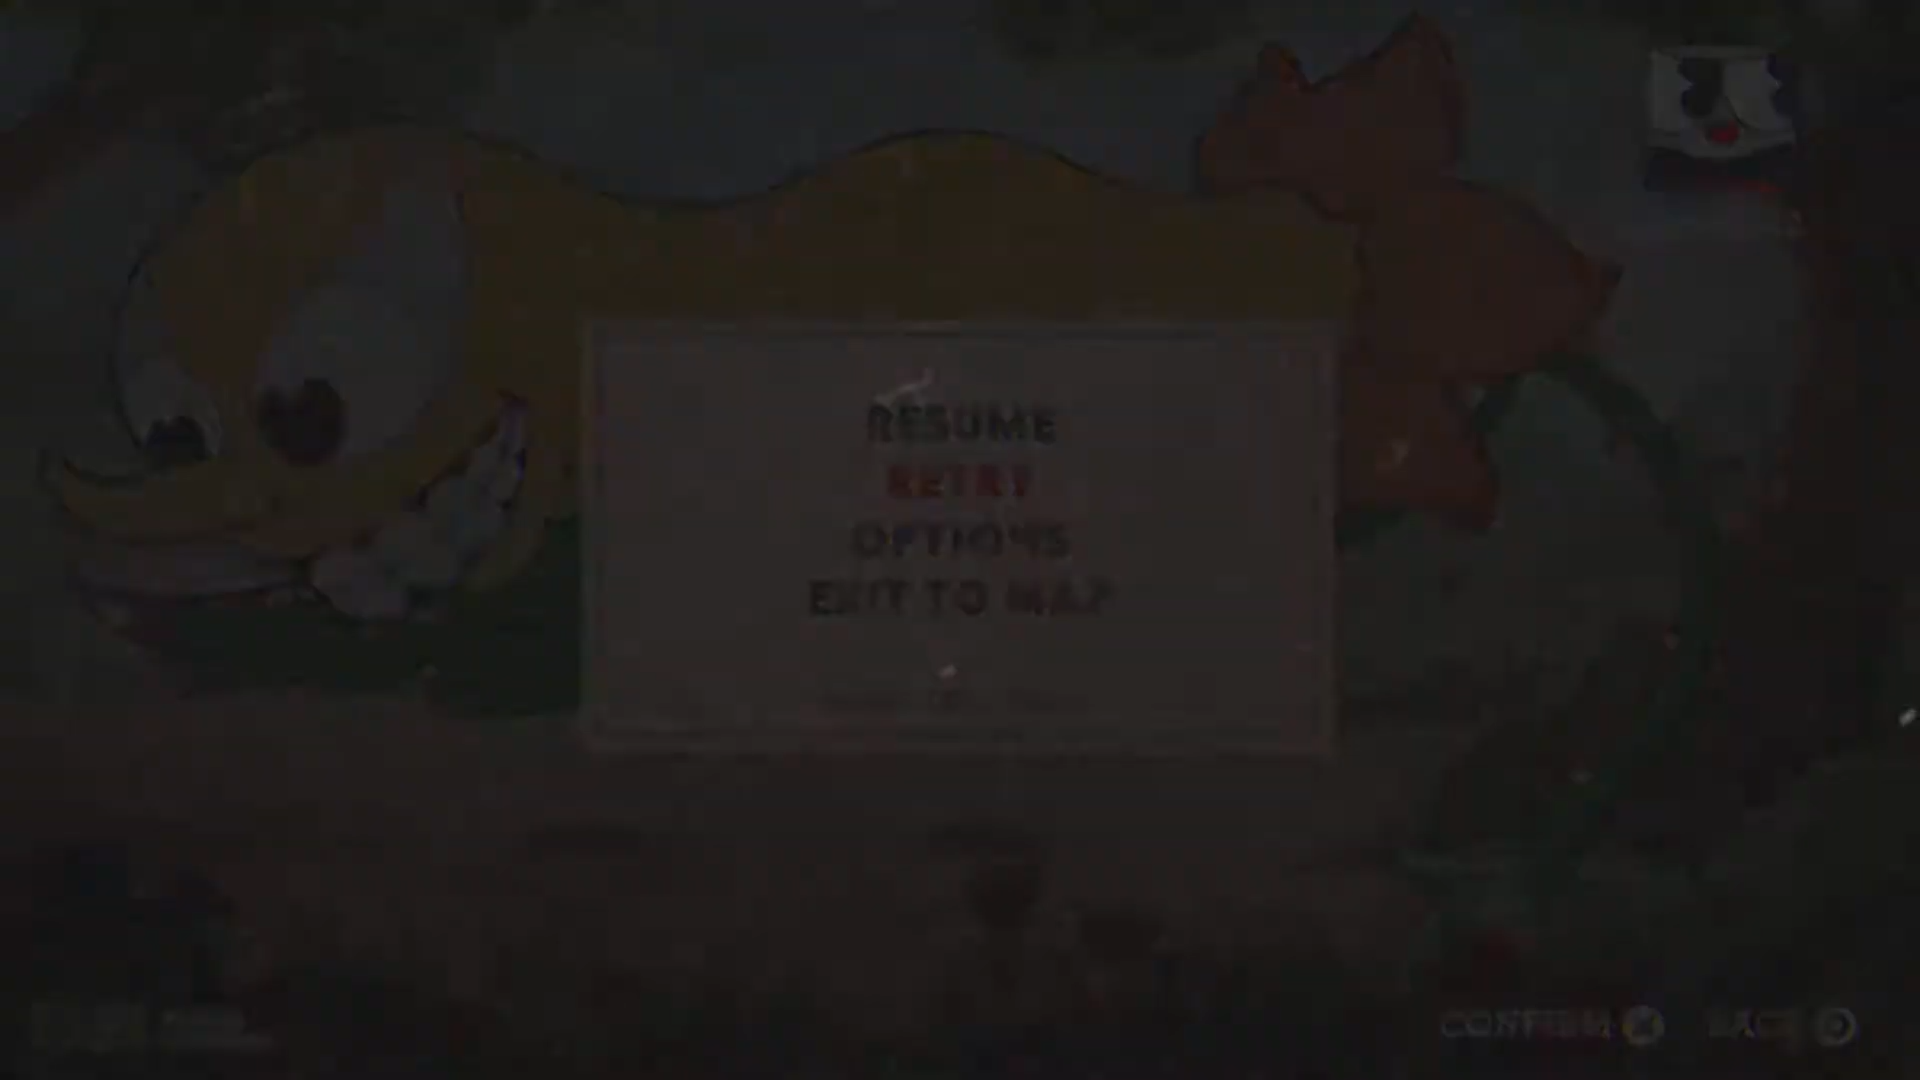 RESUME
RETRY
OPTIONS
EXIT TO MAP
CONFIRM
BACK